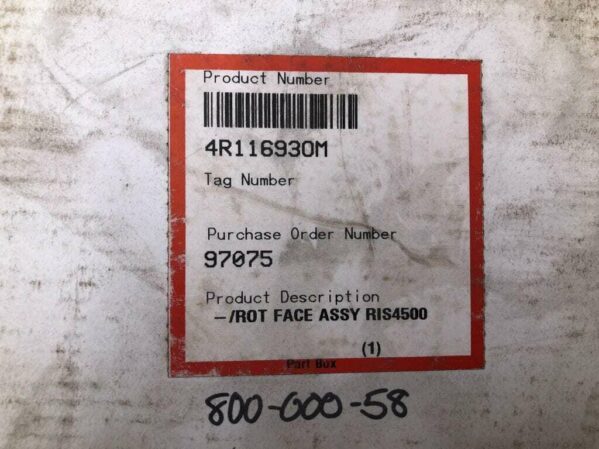 Product Number
4R116930M
Tag Number
Purchase Order Number
97075
Product Description
-/ROT FACE ASSY RIS4500
(1)
Part Box
800-000-58